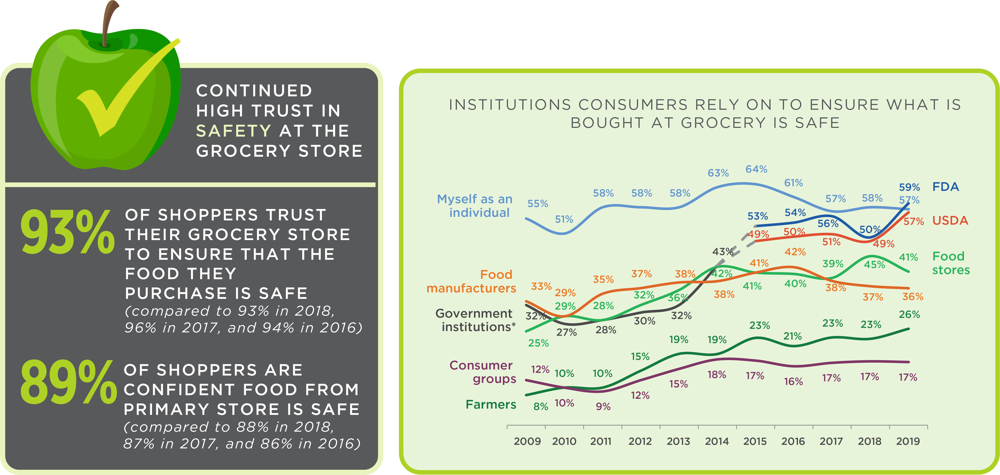 CONTINUED
HIGH TRUST IN
SAFETY AT THE
GROCERY STORE
93%
OF SHOPPERS TRUST
THEIR GROCERY STORE
TO ENSURE THAT THE
FOOD THEY
PURCHASE IS SAFE
(compared to 93% in 2018,
96% in 2017, and 94% in 2016)
89%
OF SHOPPERS ARE
CONFIDENT FOOD FROM
PRIMARY STORE IS SAFE
(compared to 88% in 2018,
87% in 2017, and 86% in 2016)
INSTITUTIONS CONSUMERS RELY ON TO ENSURE WHAT IS
BOUGHT AT GROCERY IS SAFE
Myself as an
individual
55% 51% 58% 58% 58% 63% 64% 61% 57% 58% 57%
53% 54% 56% 50% 59% FDA
49% 50% 51% 49% 57% USDA
Food
manufacturers
33% 29% 35% 37% 38% 38% 41% 42% 38% 37% 36%
Government
institutions*
32% 27% 28% 30% 32% 43%
25% 29% 28% 32% 36% 42% 41% 40% 39% 45% 41%
Food
stores
Consumer
groups
12% 10% 9% 12% 15% 18% 17% 16% 17% 17% 17%
Farmers
8% 10% 10% 15% 19% 19% 23% 21% 23% 23% 26%
2009 2010 2011 2012 2013 2014 2015 2016 2017 2018 2019